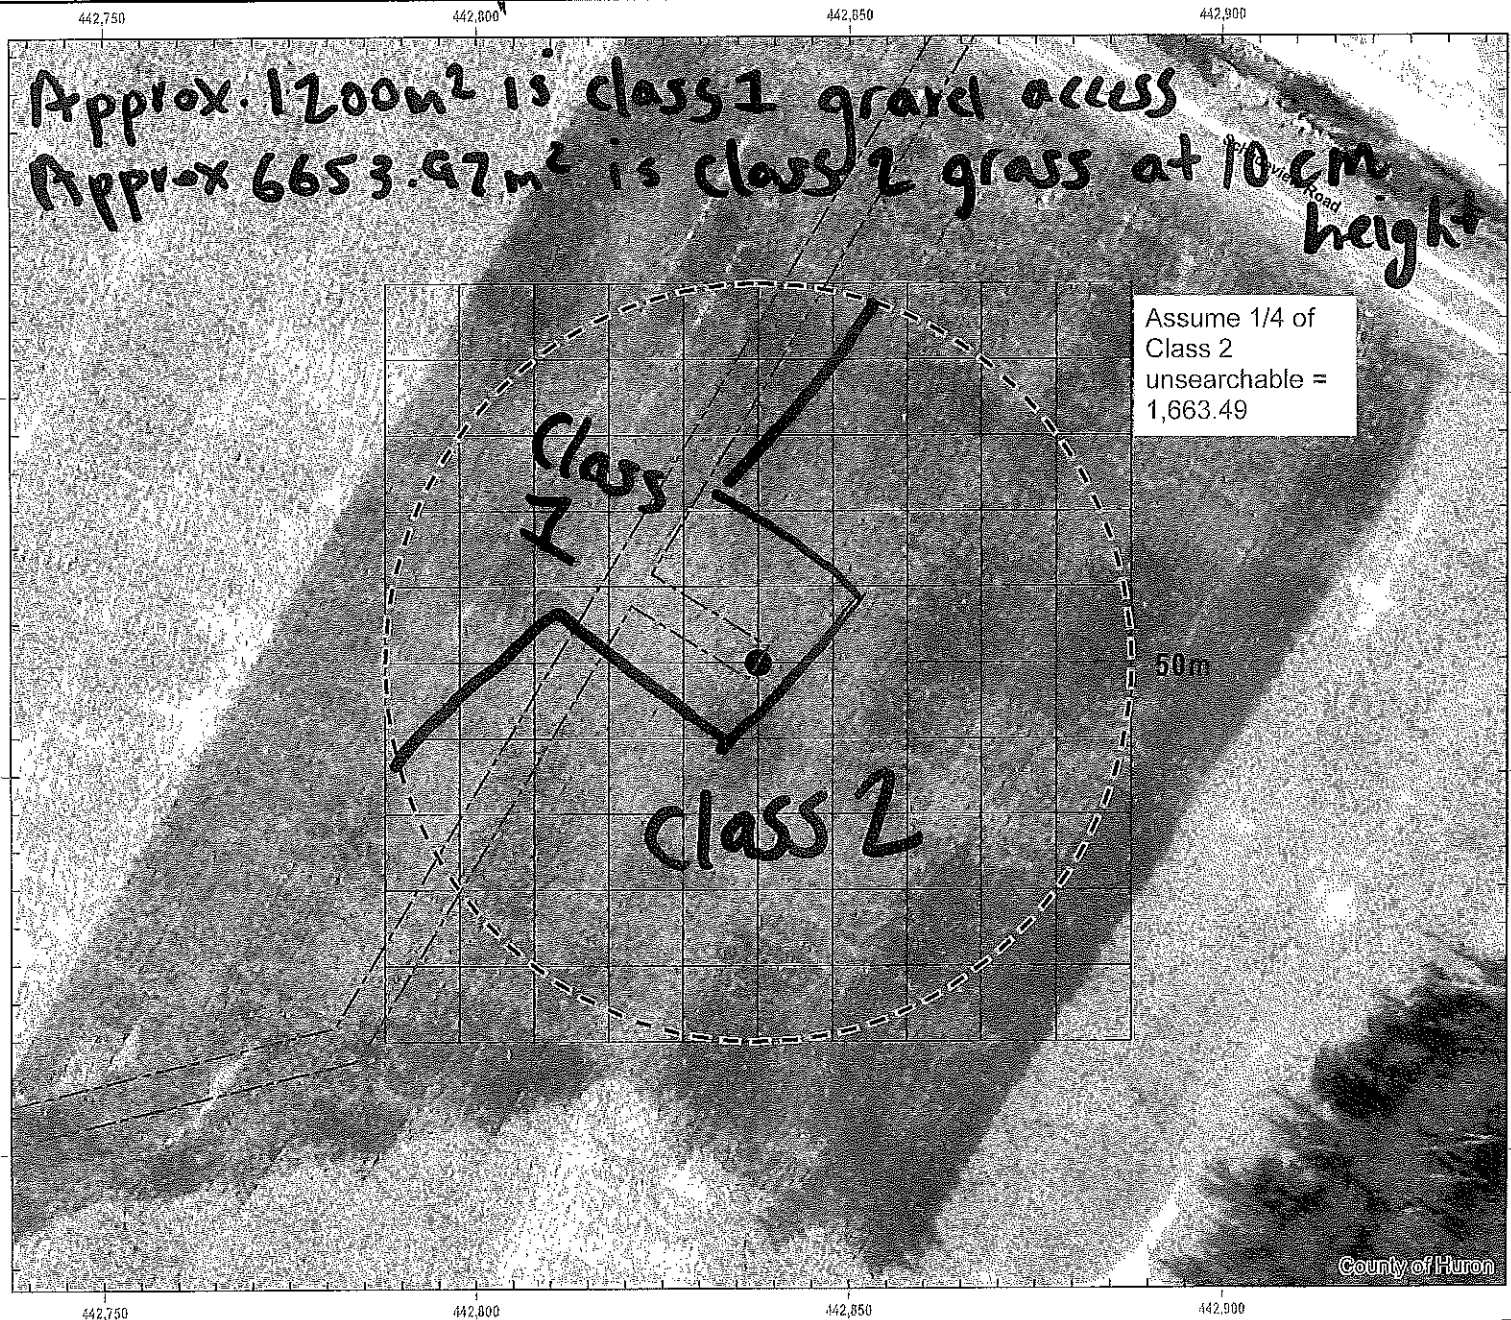 442,750 442,800 442,850 442,900
Approx. 1200m² is class 1 gravel access
Approx 6653.97m² is class 2 grass at 10 cm
Road
height
Assume 1/4 of
Class 2
unsearchable =
1,663.49
Class
1
50m
Class 2
County of Huron
442,750 442,800 442,850 442,900